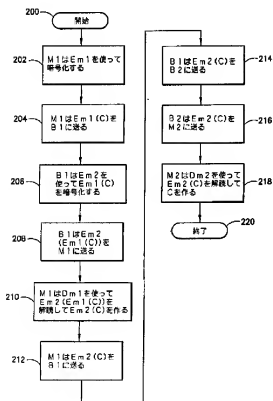 200
開始
202
M1はEm1を使って
暗号化する
204
M1はEm1(C)を
B1に送る
206
B1はEm2を
使ってEm1(C)
を暗号化する
208
B1はEm2
(Em1(C))を
M1に送る
210
M1はDm1を使って
Em2(Em1(C))を
解読してEm2(C)を作る
212
M1はEm2(C)を
B1に送る
214
B1はEm2(C)を
B2に送る
216
B2はEm2(C)を
M2に送る
218
M2はDm2を使って
Em2(C)を解読して
Cを作る
220
終了